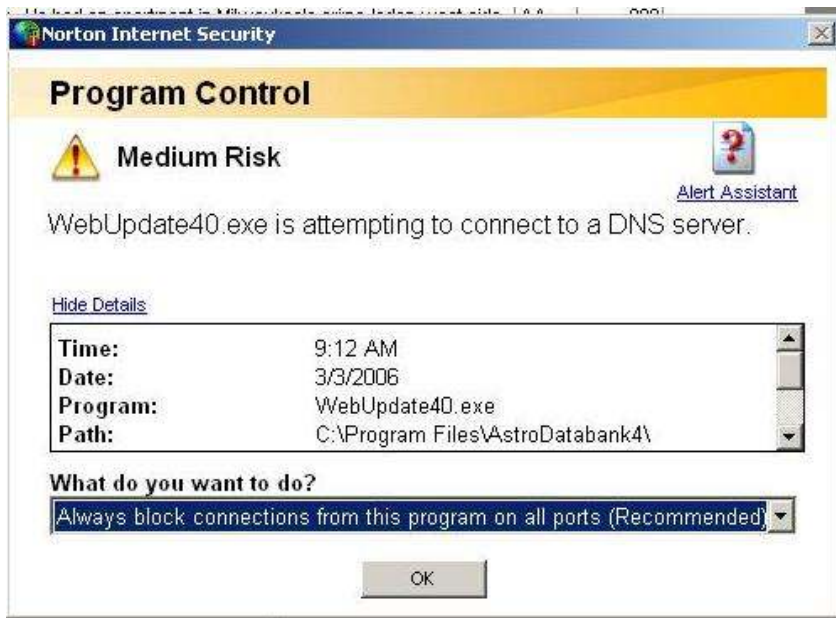 Norton Internet Security
Program Control
Medium Risk
Alert Assistant
WebUpdate40.exe is attempting to connect to a DNS server.
Hide Details
Time: 9:12 AM
Date: 3/3/2006
Program: WebUpdate40.exe
Path: C:\Program Files\AstroDatabank4\
What do you want to do?
Always block connections from this program on all ports (Recommended)
OK